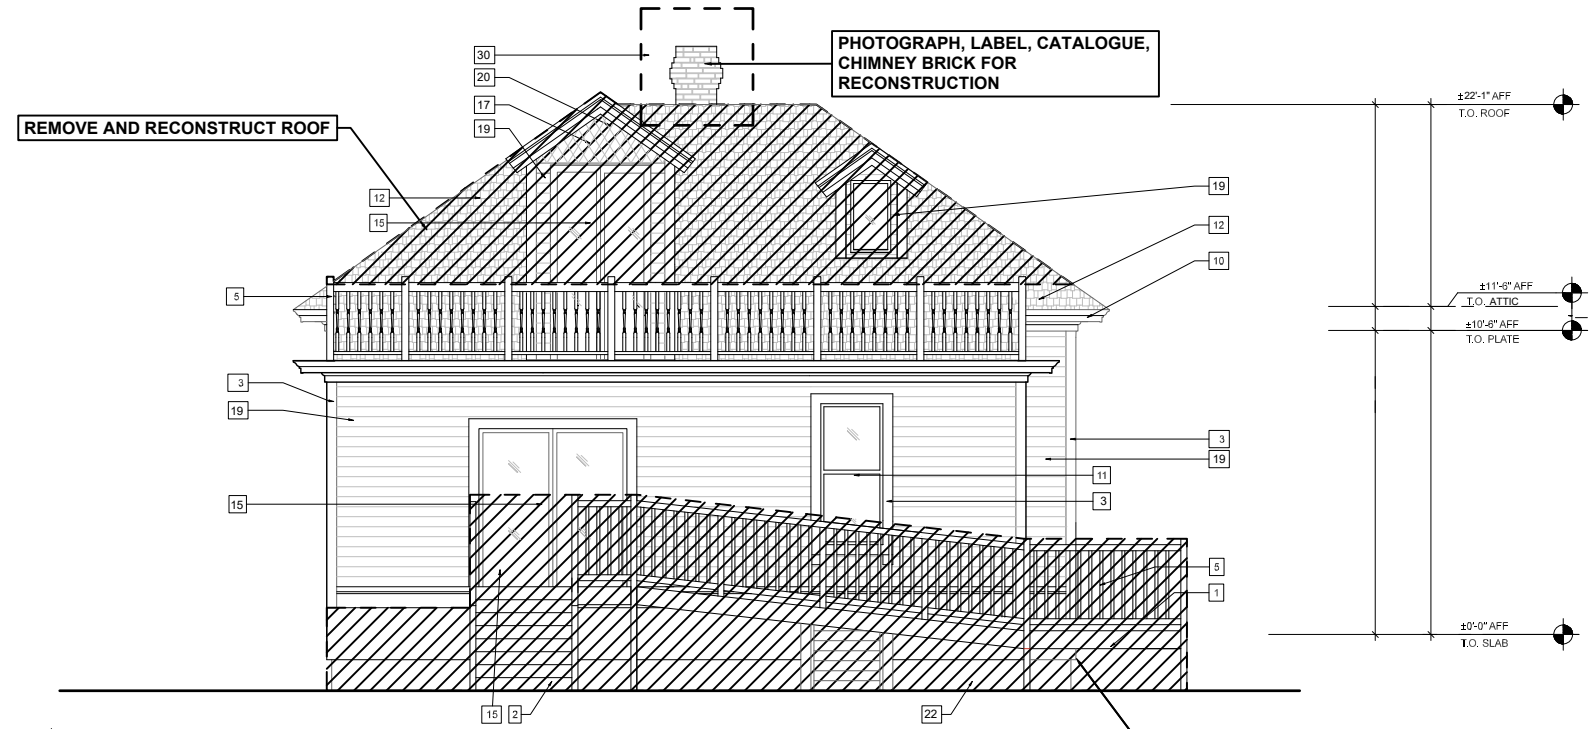 30
PHOTOGRAPH, LABEL, CATALOGUE,
CHIMNEY BRICK FOR
RECONSTRUCTION
20
17
19
REMOVE AND RECONSTRUCT ROOF
12
15
±22'-1" AFF
T.O. ROOF
19
12
10
5
±11'-6" AFF
T.O. ATTIC
±10'-6" AFF
T.O. PLATE
3
19
3
19
11
3
15
5
1
±0'-0" AFF
T.O. SLAB
15
2
22